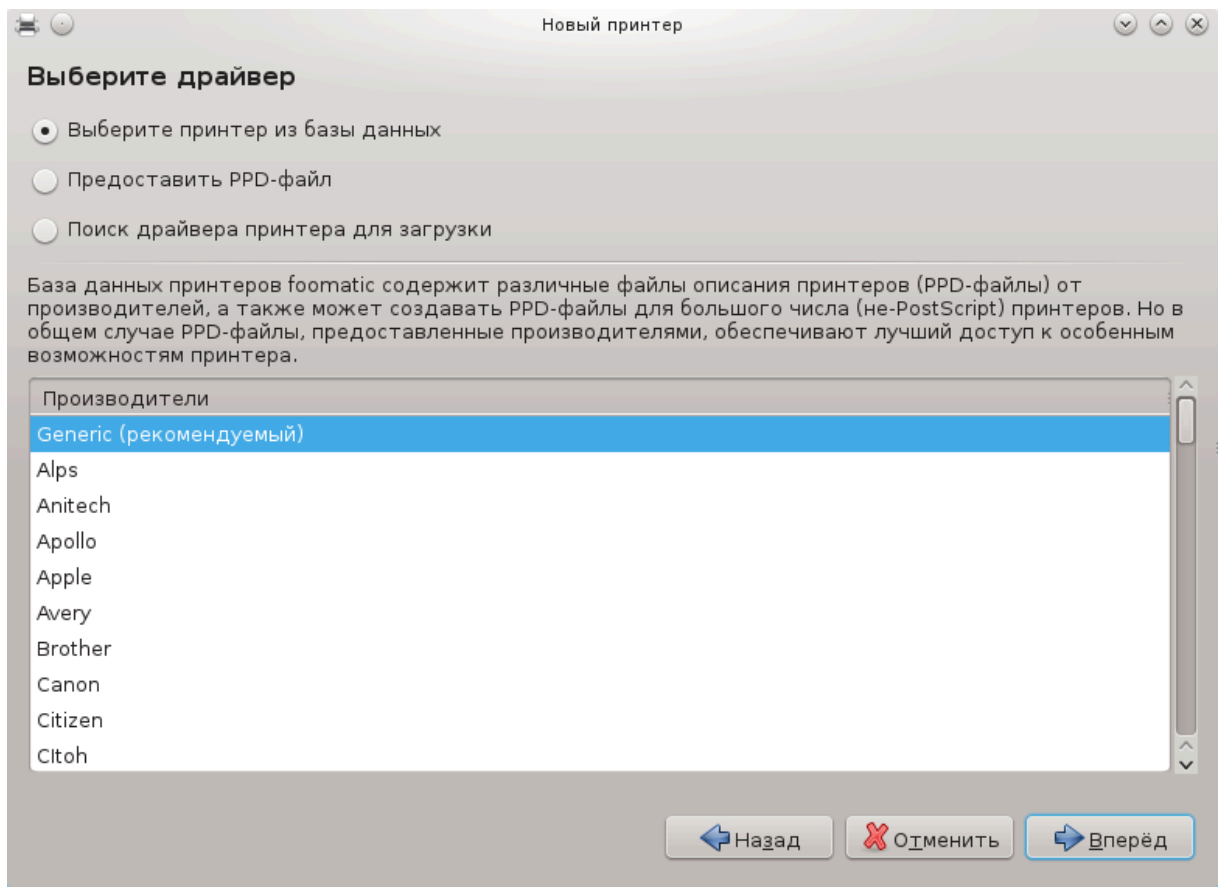 Новый принтер
Выберите драйвер
Выберите принтер из базы данных
Предоставить PPD-файл
Поиск драйвера принтера для загрузки
База данных принтеров foomatic содержит различные файлы описания принтеров (PPD-файлы) от
производителей, а также может создавать PPD-файлы для большого числа (не-PostScript) принтеров. Но в
общем случае PPD-файлы, предоставленные производителями, обеспечивают лучший доступ к особенным
возможностям принтера.
Производители
Generic (рекомендуемый)
Alps
Anitech
Apollo
Apple
Avery
Brother
Canon
Citizen
CItoh
Назад Отменить Вперёд